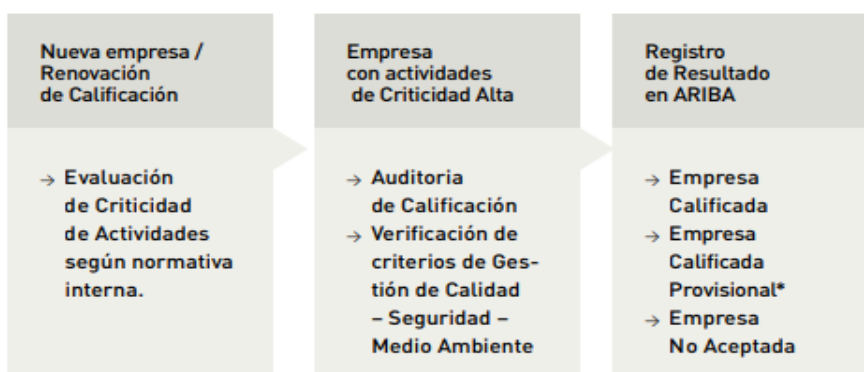 Nueva empresa /
Renovación
de Calificación
→ Evaluación
de Criticidad
de Actividades
según normativa
interna.
Empresa
con actividades
de Criticidad Alta
→ Auditoria
de Calificación
→ Verificación de
criterios de Ges-
tión de Calidad
– Seguridad –
Medio Ambiente
Registro
de Resultado
en ARIBA
→ Empresa
Calificada
→ Empresa
Calificada
Provisional*
→ Empresa
No Aceptada